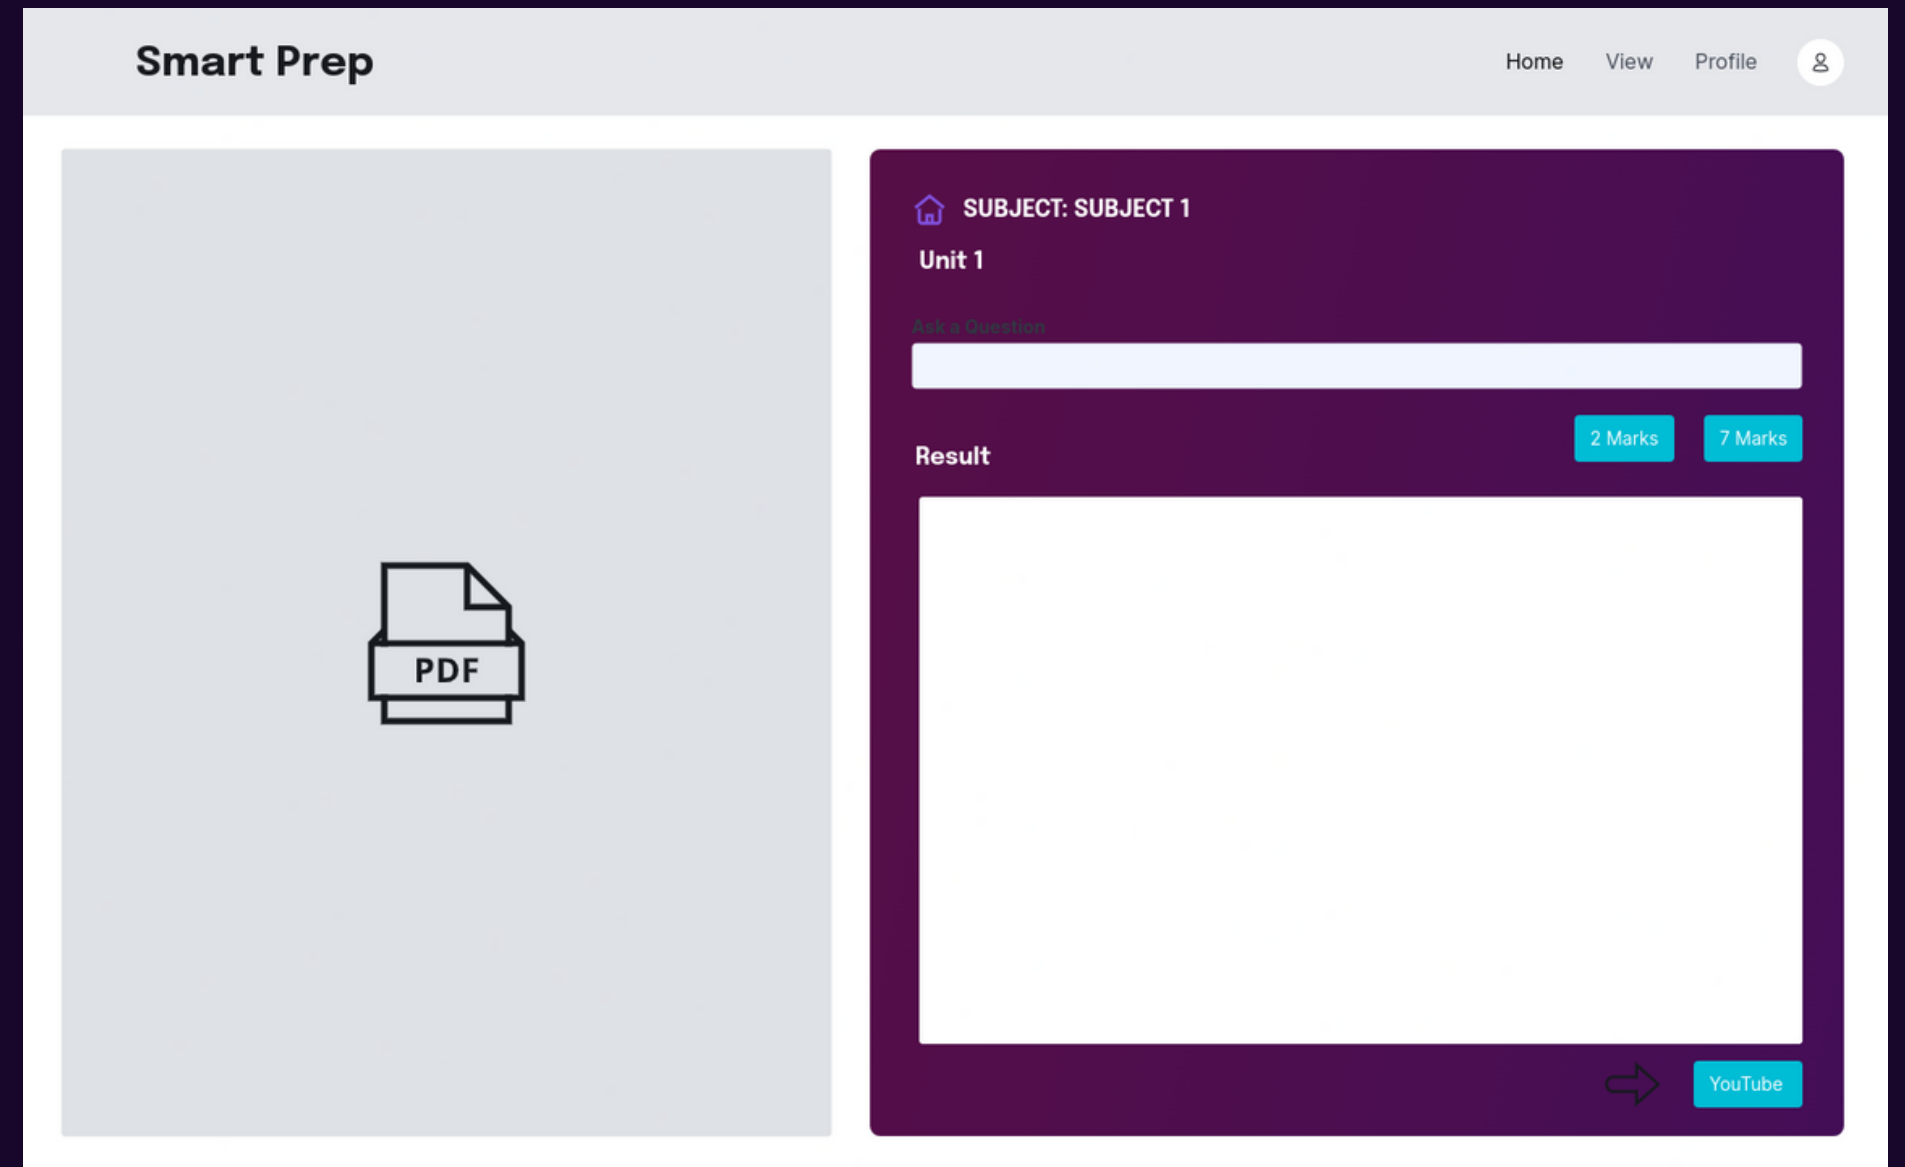 Smart Prep
Home View Profile
PDF
SUBJECT: SUBJECT 1
Unit 1
Ask a Question
2 Marks 7 Marks
Result
YouTube